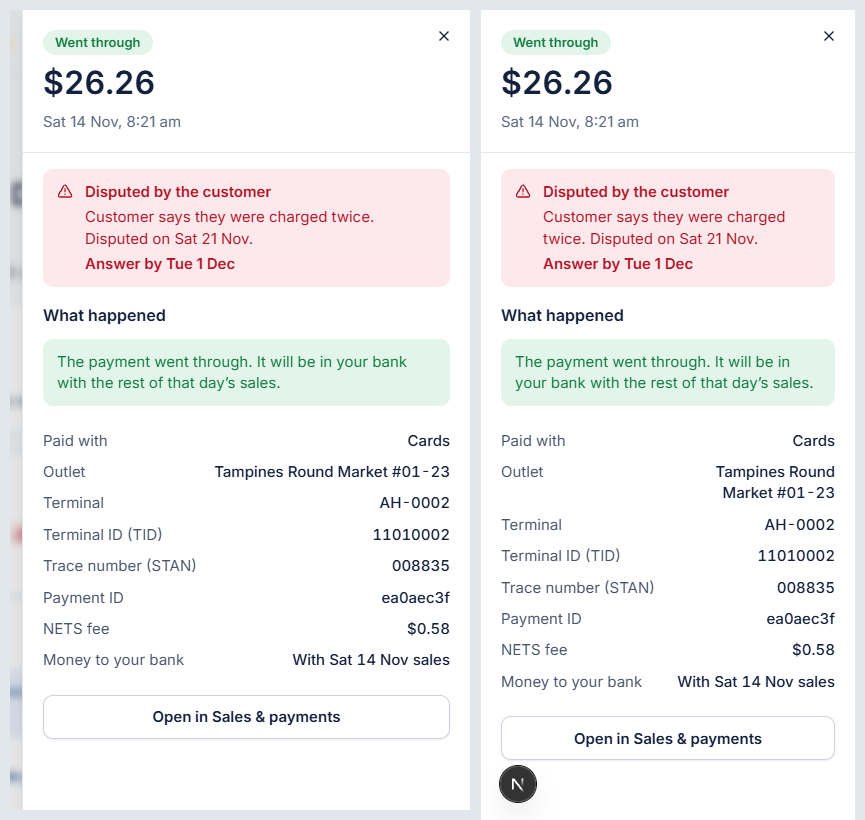 Went through
$26.26
Sat 14 Nov, 8:21 am
Disputed by the customer
Customer says they were charged twice.
Disputed on Sat 21 Nov.
Answer by Tue 1 Dec
What happened
The payment went through. It will be in your bank
with the rest of that day’s sales.
Paid with Cards
Outlet Tampines Round Market #01-23
Terminal AH-0002
Terminal ID (TID) 11010002
Trace number (STAN) 008835
Payment ID ea0aec3f
NETS fee $0.58
Money to your bank With Sat 14 Nov sales
Open in Sales & payments
Went through
$26.26
Sat 14 Nov, 8:21 am
Disputed by the customer
Customer says they were charged
twice. Disputed on Sat 21 Nov.
Answer by Tue 1 Dec
What happened
The payment went through. It will be in
your bank with the rest of that day’s sales.
Paid with Cards
Outlet Tampines Round
Market #01-23
Terminal AH-0002
Terminal ID (TID) 11010002
Trace number (STAN) 008835
Payment ID ea0aec3f
NETS fee $0.58
Money to your bank With Sat 14 Nov sales
Open in Sales & payments
N